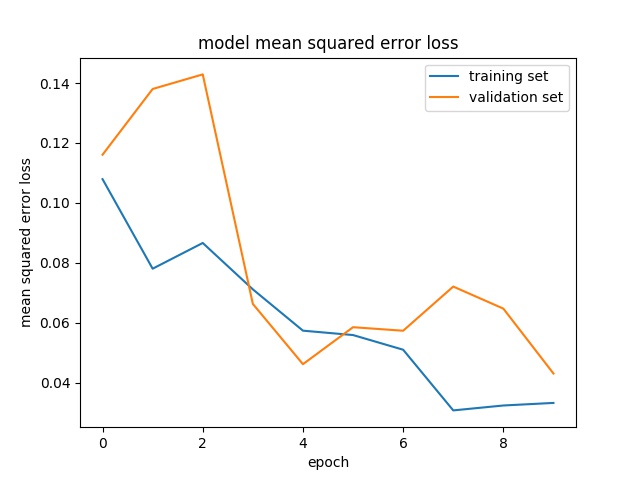 model mean squared error loss
training set
validation set
0.14
0.12
0.10
0.08
0.06
0.04
mean squared error loss
0 2 4 6 8
epoch